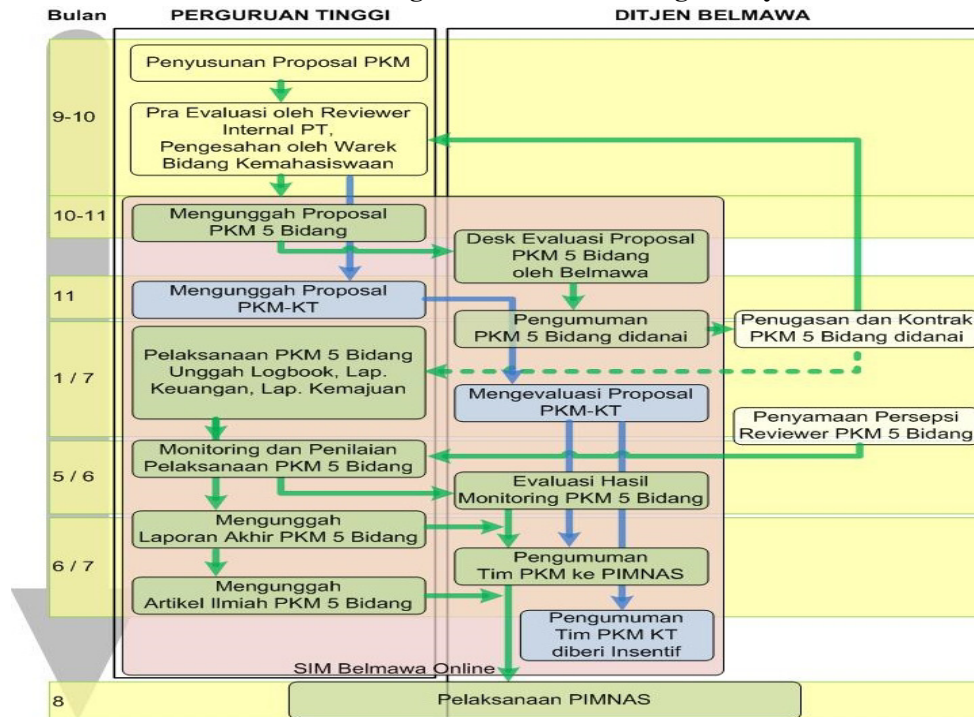 Bulan
PERGURUAN TINGGI
DITJEN BELMAWA
9-10
Penyusunan Proposal PKM
Pra Evaluasi oleh Reviewer
Internal PT,
Pengesahan oleh Warek
Bidang Kemahasiswaan
10-11
Mengunggah Proposal
PKM 5 Bidang
Desk Evaluasi Proposal
PKM 5 Bidang
oleh Belmawa
11
Mengunggah Proposal
PKM-KT
Pengumuman
PKM 5 Bidang didanai
Penugasan dan Kontrak
PKM 5 Bidang didanai
1 / 7
Pelaksanaan PKM 5 Bidang
Unggah Logbook, Lap.
Keuangan, Lap. Kemajuan
Mengevaluasi Proposal
PKM-KT
Penyamaan Persepsi
Reviewer PKM 5 Bidang
5 / 6
Monitoring dan Penilaian
Pelaksanaan PKM 5 Bidang
Evaluasi Hasil
Monitoring PKM 5 Bidang
6 / 7
Mengunggah
Laporan Akhir PKM 5 Bidang
Pengumuman
Tim PKM ke PIMNAS
Mengunggah
Artikel Ilmiah PKM 5 Bidang
Pengumuman
Tim PKM KT
diberi Insentif
SIM Belmawa Online
8
Pelaksanaan PIMNAS